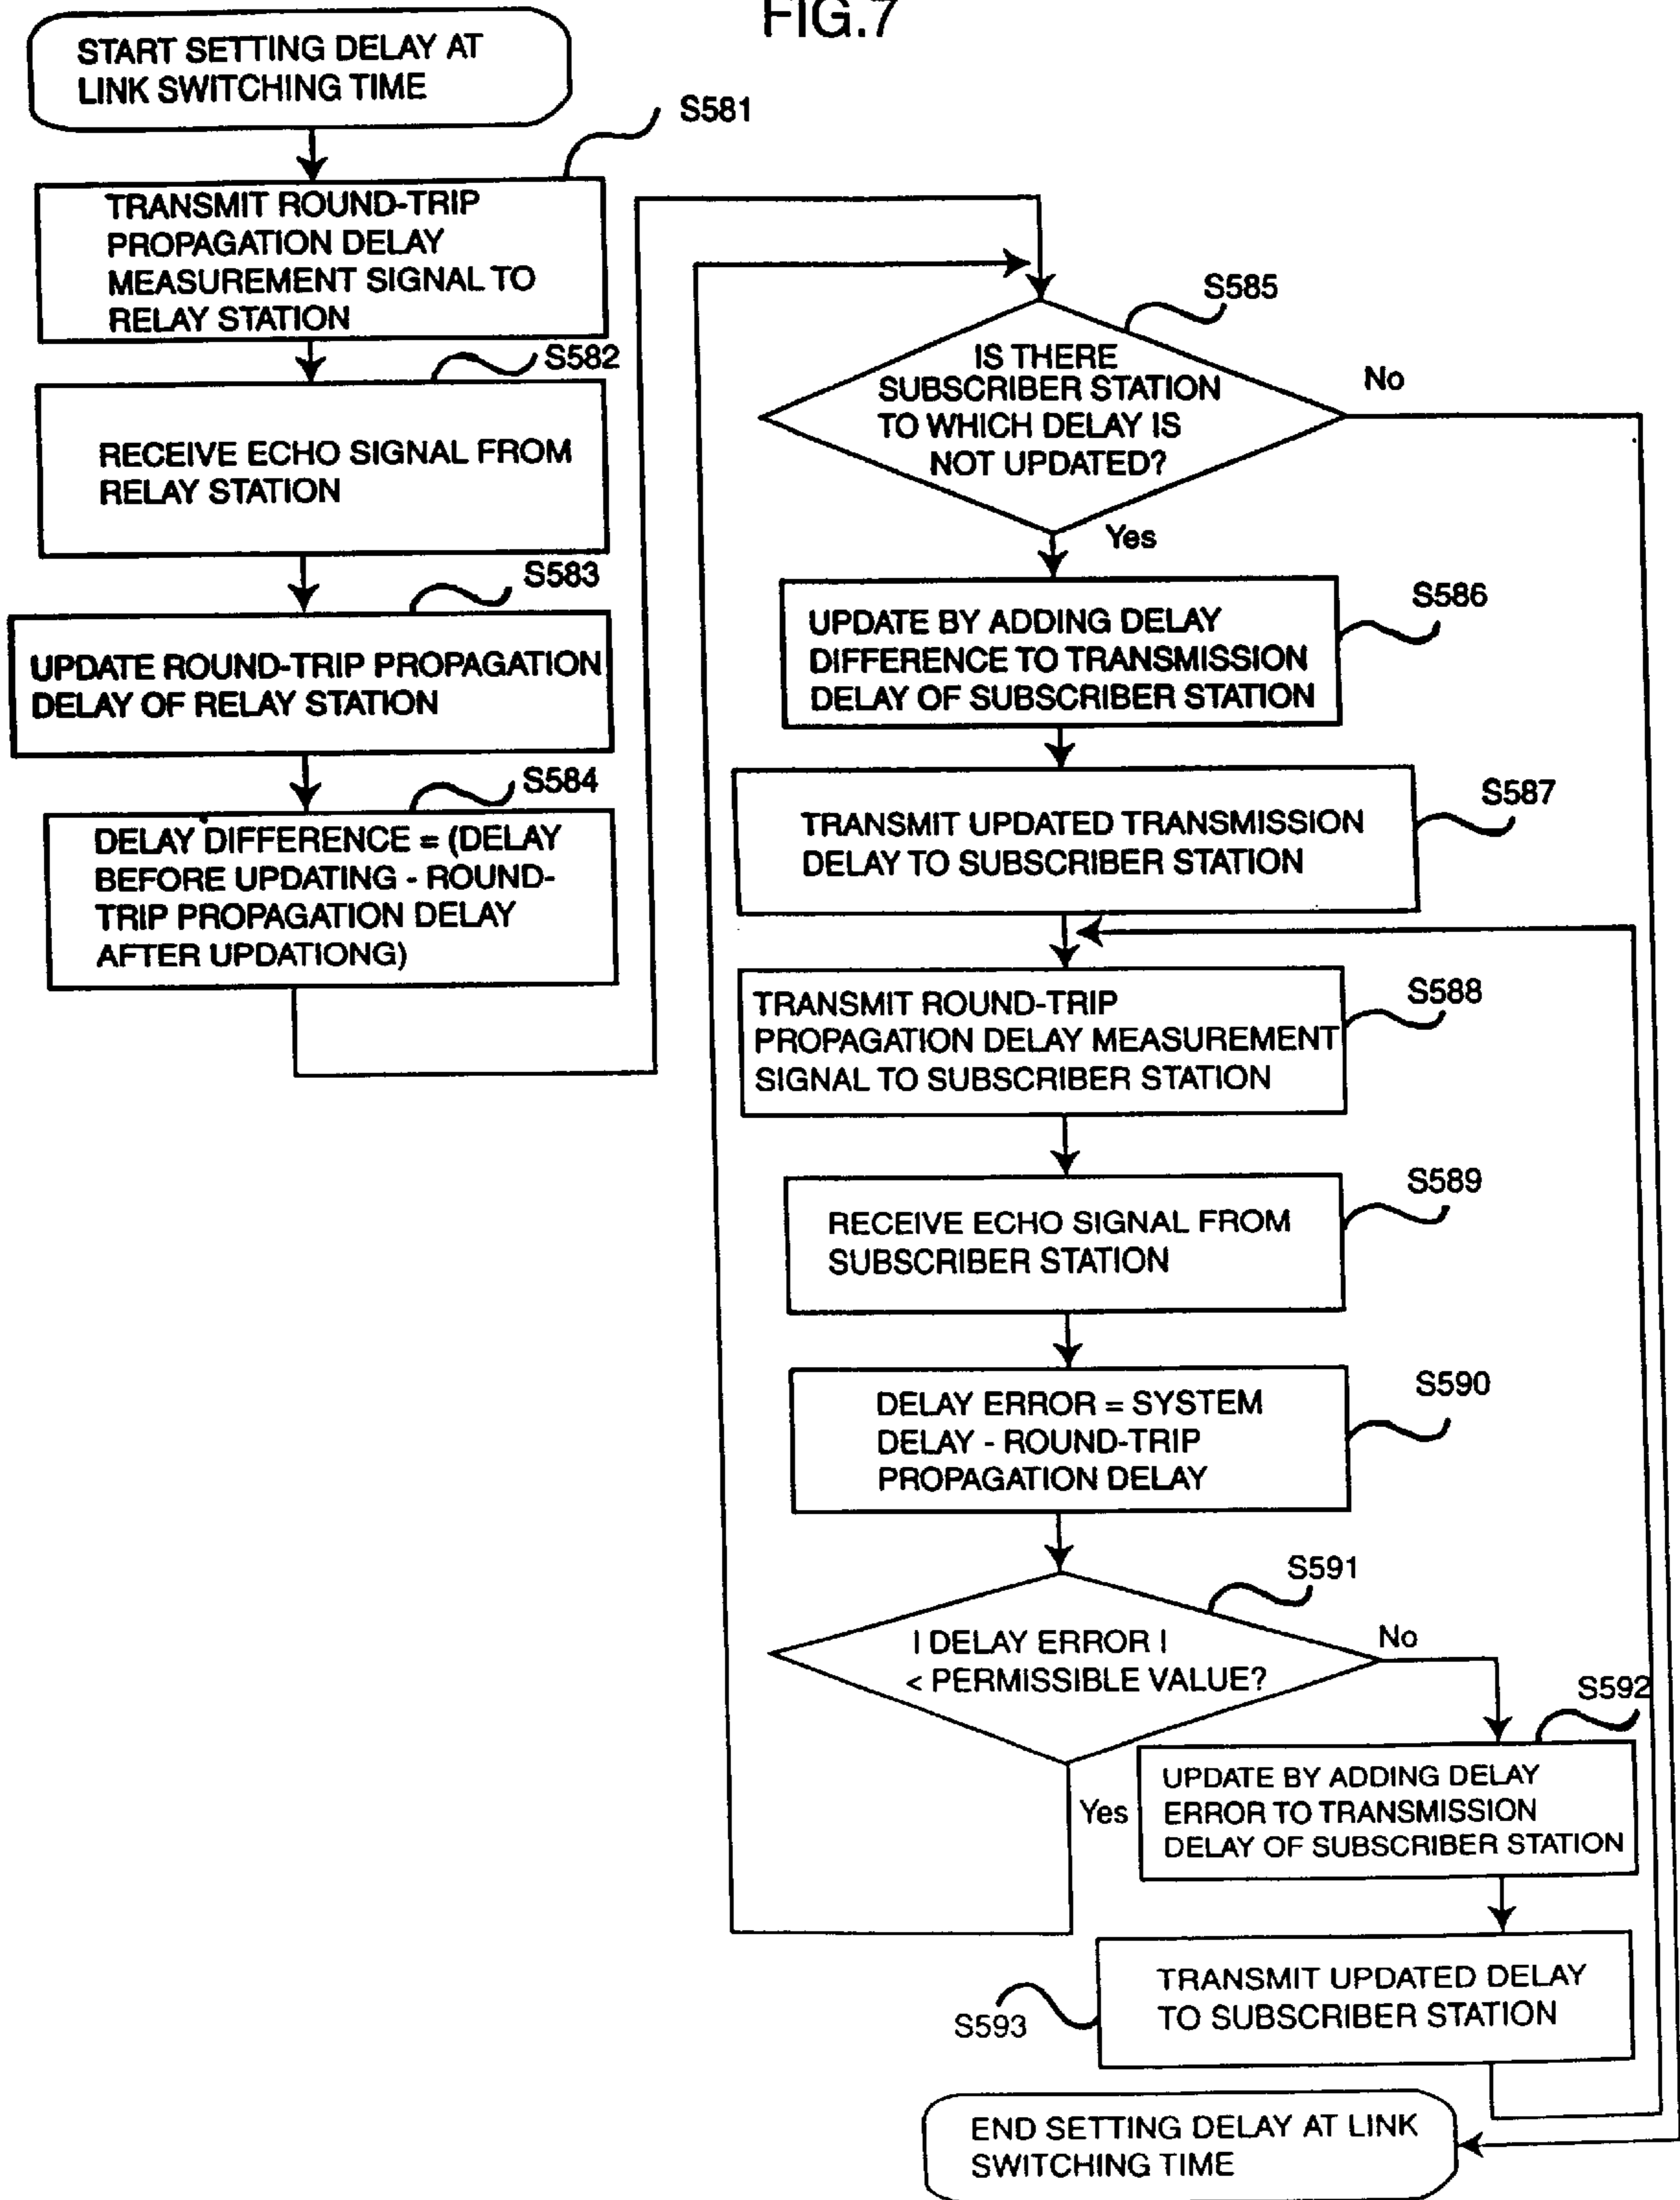 FIG.7
START SETTING DELAY AT
LINK SWITCHING TIME
S581
TRANSMIT ROUND-TRIP
PROPAGATION DELAY
MEASUREMENT SIGNAL TO
RELAY STATION
S582
RECEIVE ECHO SIGNAL FROM
RELAY STATION
S583
UPDATE ROUND-TRIP PROPAGATION
DELAY OF RELAY STATION
S584
DELAY DIFFERENCE = (DELAY
BEFORE UPDATING - ROUND-
TRIP PROPAGATION DELAY
AFTER UPDATIONG)
S585
IS THERE
SUBSCRIBER STATION
TO WHICH DELAY IS
NOT UPDATED?
No
Yes
S586
UPDATE BY ADDING DELAY
DIFFERENCE TO TRANSMISSION
DELAY OF SUBSCRIBER STATION
S587
TRANSMIT UPDATED TRANSMISSION
DELAY TO SUBSCRIBER STATION
S588
TRANSMIT ROUND-TRIP
PROPAGATION DELAY MEASUREMENT
SIGNAL TO SUBSCRIBER STATION
S589
RECEIVE ECHO SIGNAL FROM
SUBSCRIBER STATION
S590
DELAY ERROR = SYSTEM
DELAY - ROUND-TRIP
PROPAGATION DELAY
S591
I DELAY ERROR I
< PERMISSIBLE VALUE?
No
Yes
S592
UPDATE BY ADDING DELAY
ERROR TO TRANSMISSION
DELAY OF SUBSCRIBER STATION
S593
TRANSMIT UPDATED DELAY
TO SUBSCRIBER STATION
END SETTING DELAY AT LINK
SWITCHING TIME